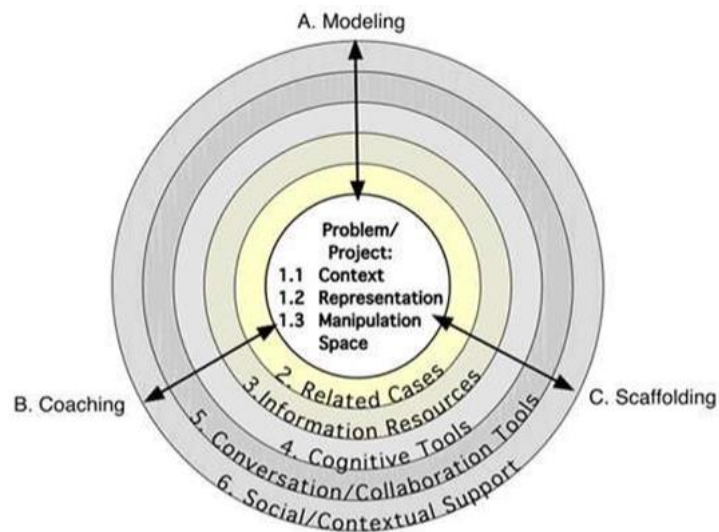 A. Modeling
Problem/
Project:
1.1 Context
1.2 Representation
1.3 Manipulation
Space
2. Related Cases
3.Information Resources
4. Cognitive Tools
5. Conversation/Collaboration Tools
6. Social/Contextual Support
B. Coaching
C. Scaffolding